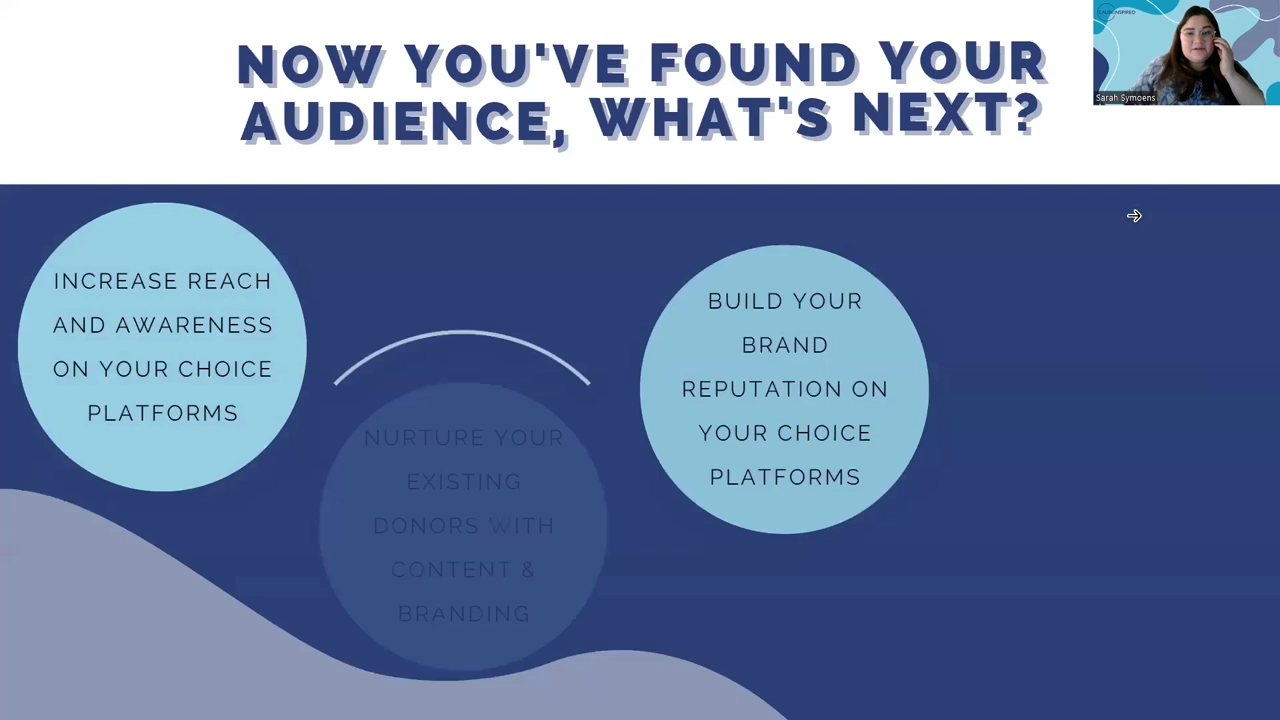 NOW YOU'VE FOUND YOUR
AUDIENCE, WHAT'S NEXT?
Sarah Symoens
INCREASE REACH
AND AWARENESS
ON YOUR CHOICE
PLATFORMS
NURTURE YOUR
EXISTING
DONORS WITH
CONTENT &
BRANDING
BUILD YOUR
BRAND
REPUTATION ON
YOUR CHOICE
PLATFORMS